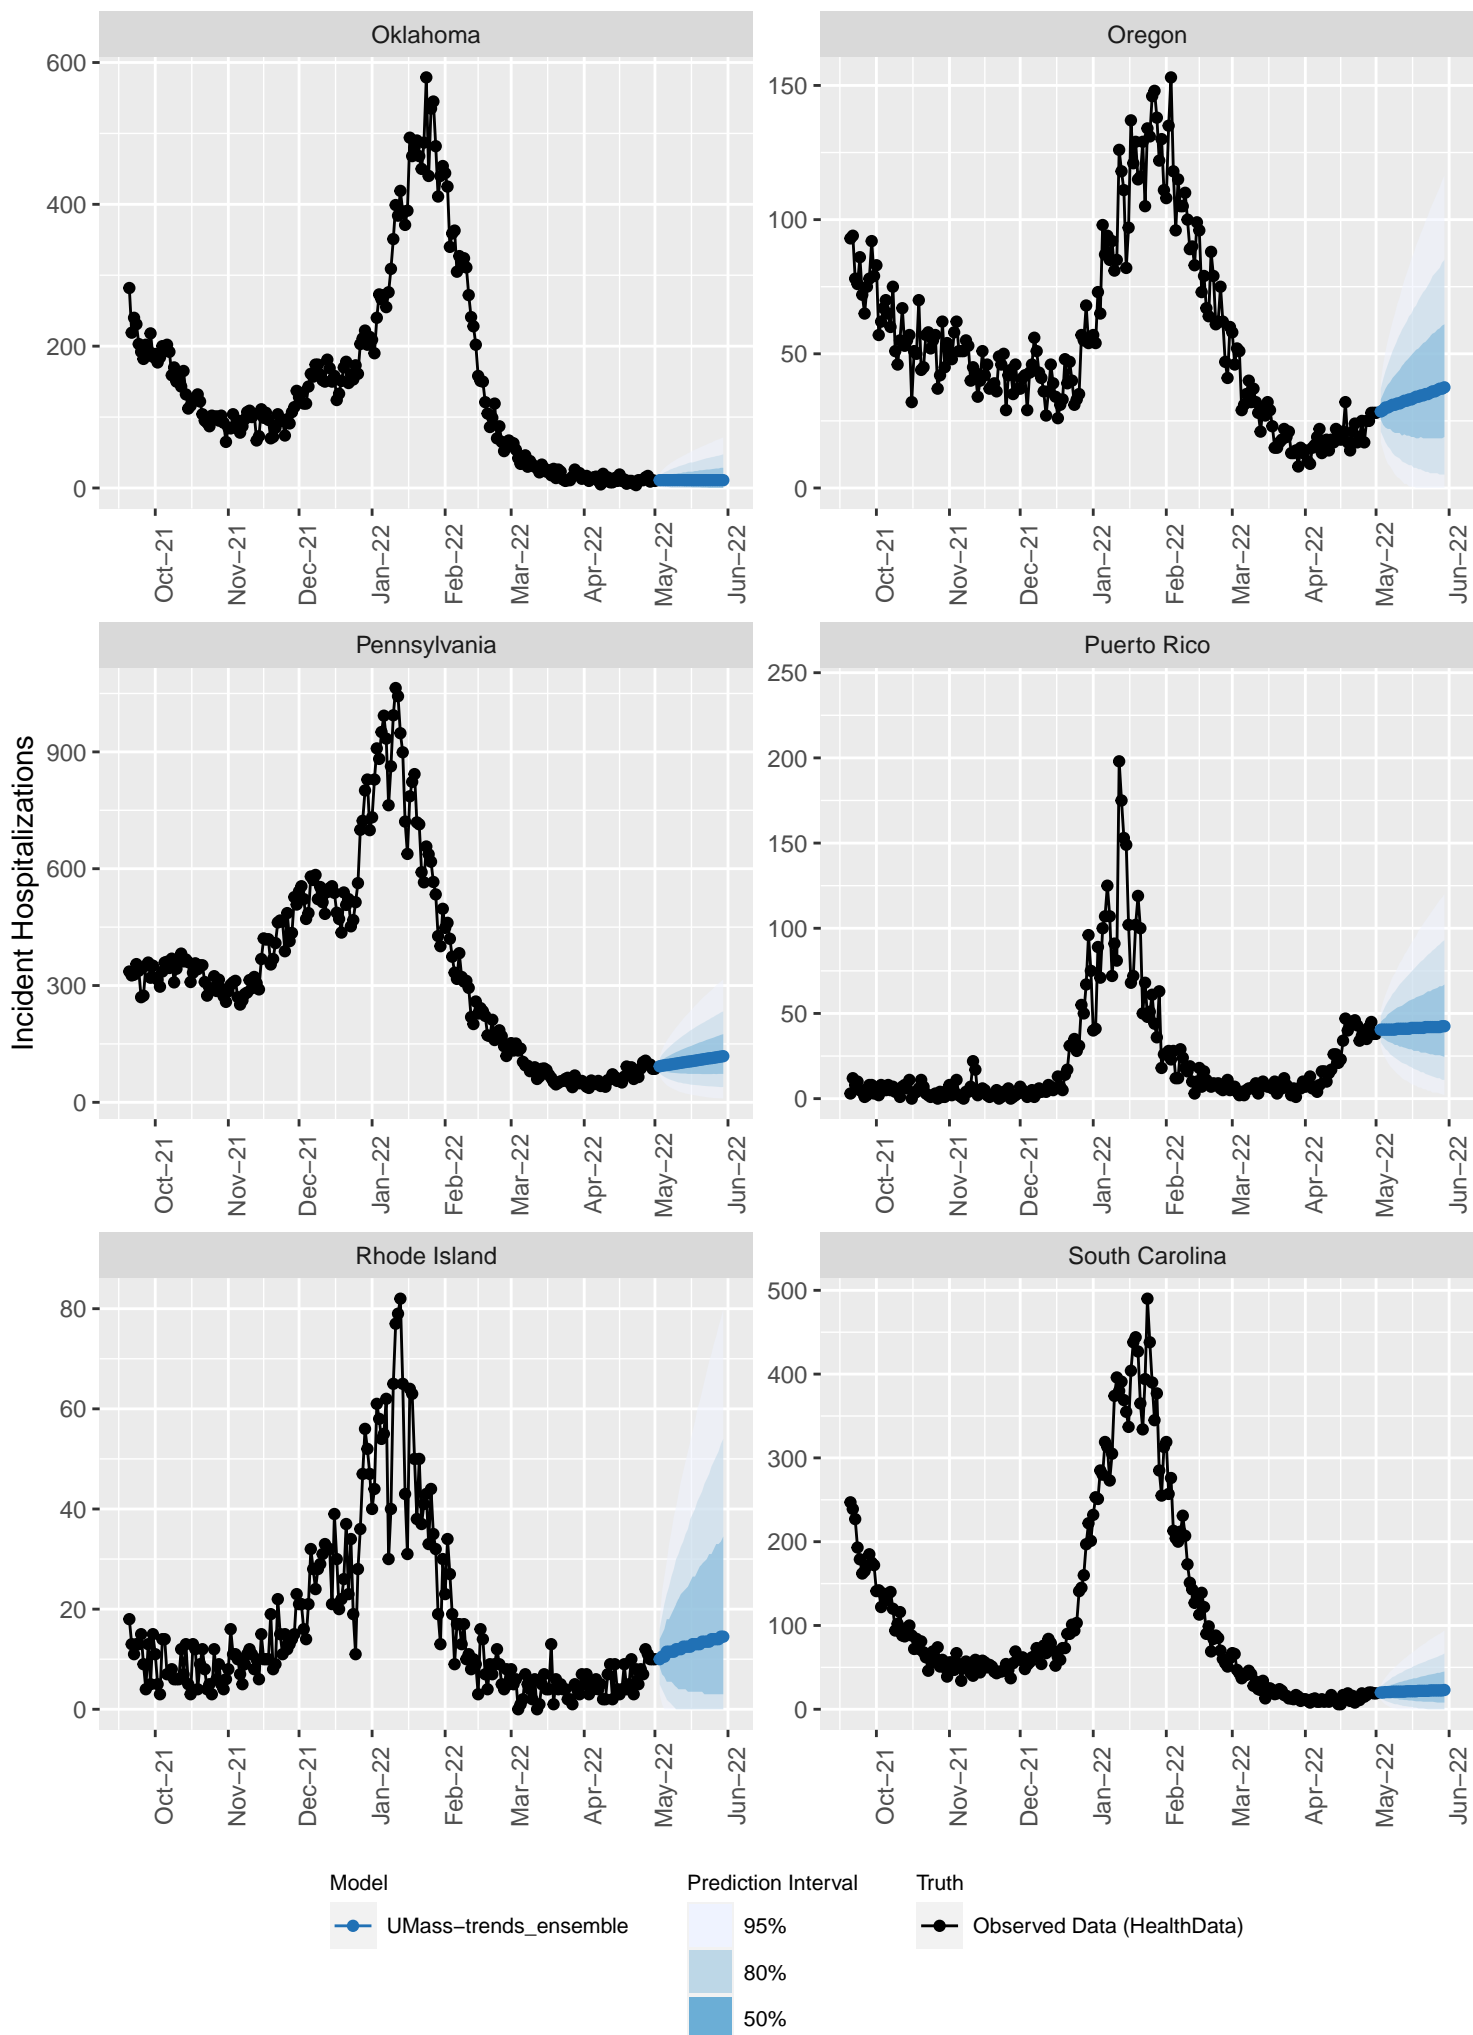 Oklahoma
Oregon
600
400
200
0
150
100
50
0
Oct−21
Nov−21
Dec−21
Jan−22
Feb−22
Mar−22
Apr−22
May−22
Jun−22
Oct−21
Nov−21
Dec−21
Jan−22
Feb−22
Mar−22
Apr−22
May−22
Jun−22
Incident Hospitalizations
Pennsylvania
Puerto Rico
900
600
300
0
250
200
150
100
50
0
Oct−21
Nov−21
Dec−21
Jan−22
Feb−22
Mar−22
Apr−22
May−22
Jun−22
Oct−21
Nov−21
Dec−21
Jan−22
Feb−22
Mar−22
Apr−22
May−22
Jun−22
Rhode Island
South Carolina
80
60
40
20
0
500
400
300
200
100
0
Oct−21
Nov−21
Dec−21
Jan−22
Feb−22
Mar−22
Apr−22
May−22
Jun−22
Oct−21
Nov−21
Dec−21
Jan−22
Feb−22
Mar−22
Apr−22
May−22
Jun−22
Model
UMass−trends_ensemble
Prediction Interval
95%
80%
50%
Truth
Observed Data (HealthData)